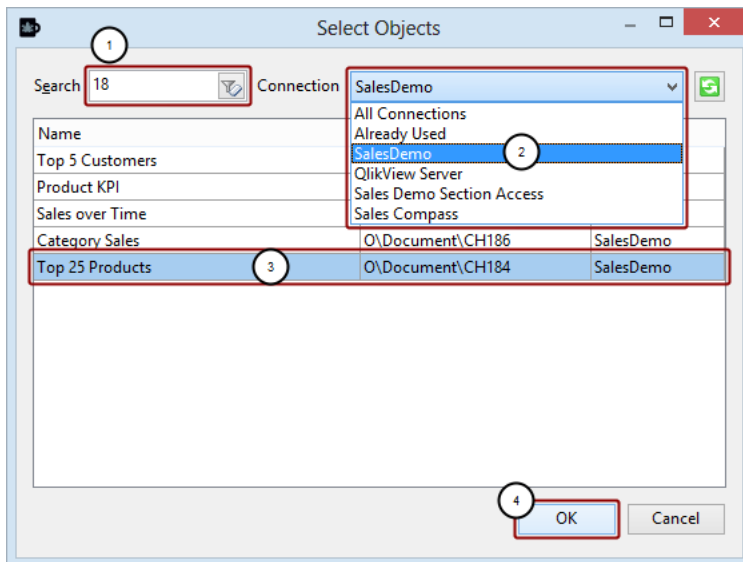 Select Objects
1
Search 18 Connection SalesDemo
Name
All Connections
Already Used
Top 5 Customers
SalesDemo 2
Product KPI
QlikView Server
Sales Demo Section Access
Sales over Time
Sales Compass
Category Sales O\Document\CH186 SalesDemo
Top 25 Products 3 O\Document\CH184 SalesDemo
4
OK Cancel